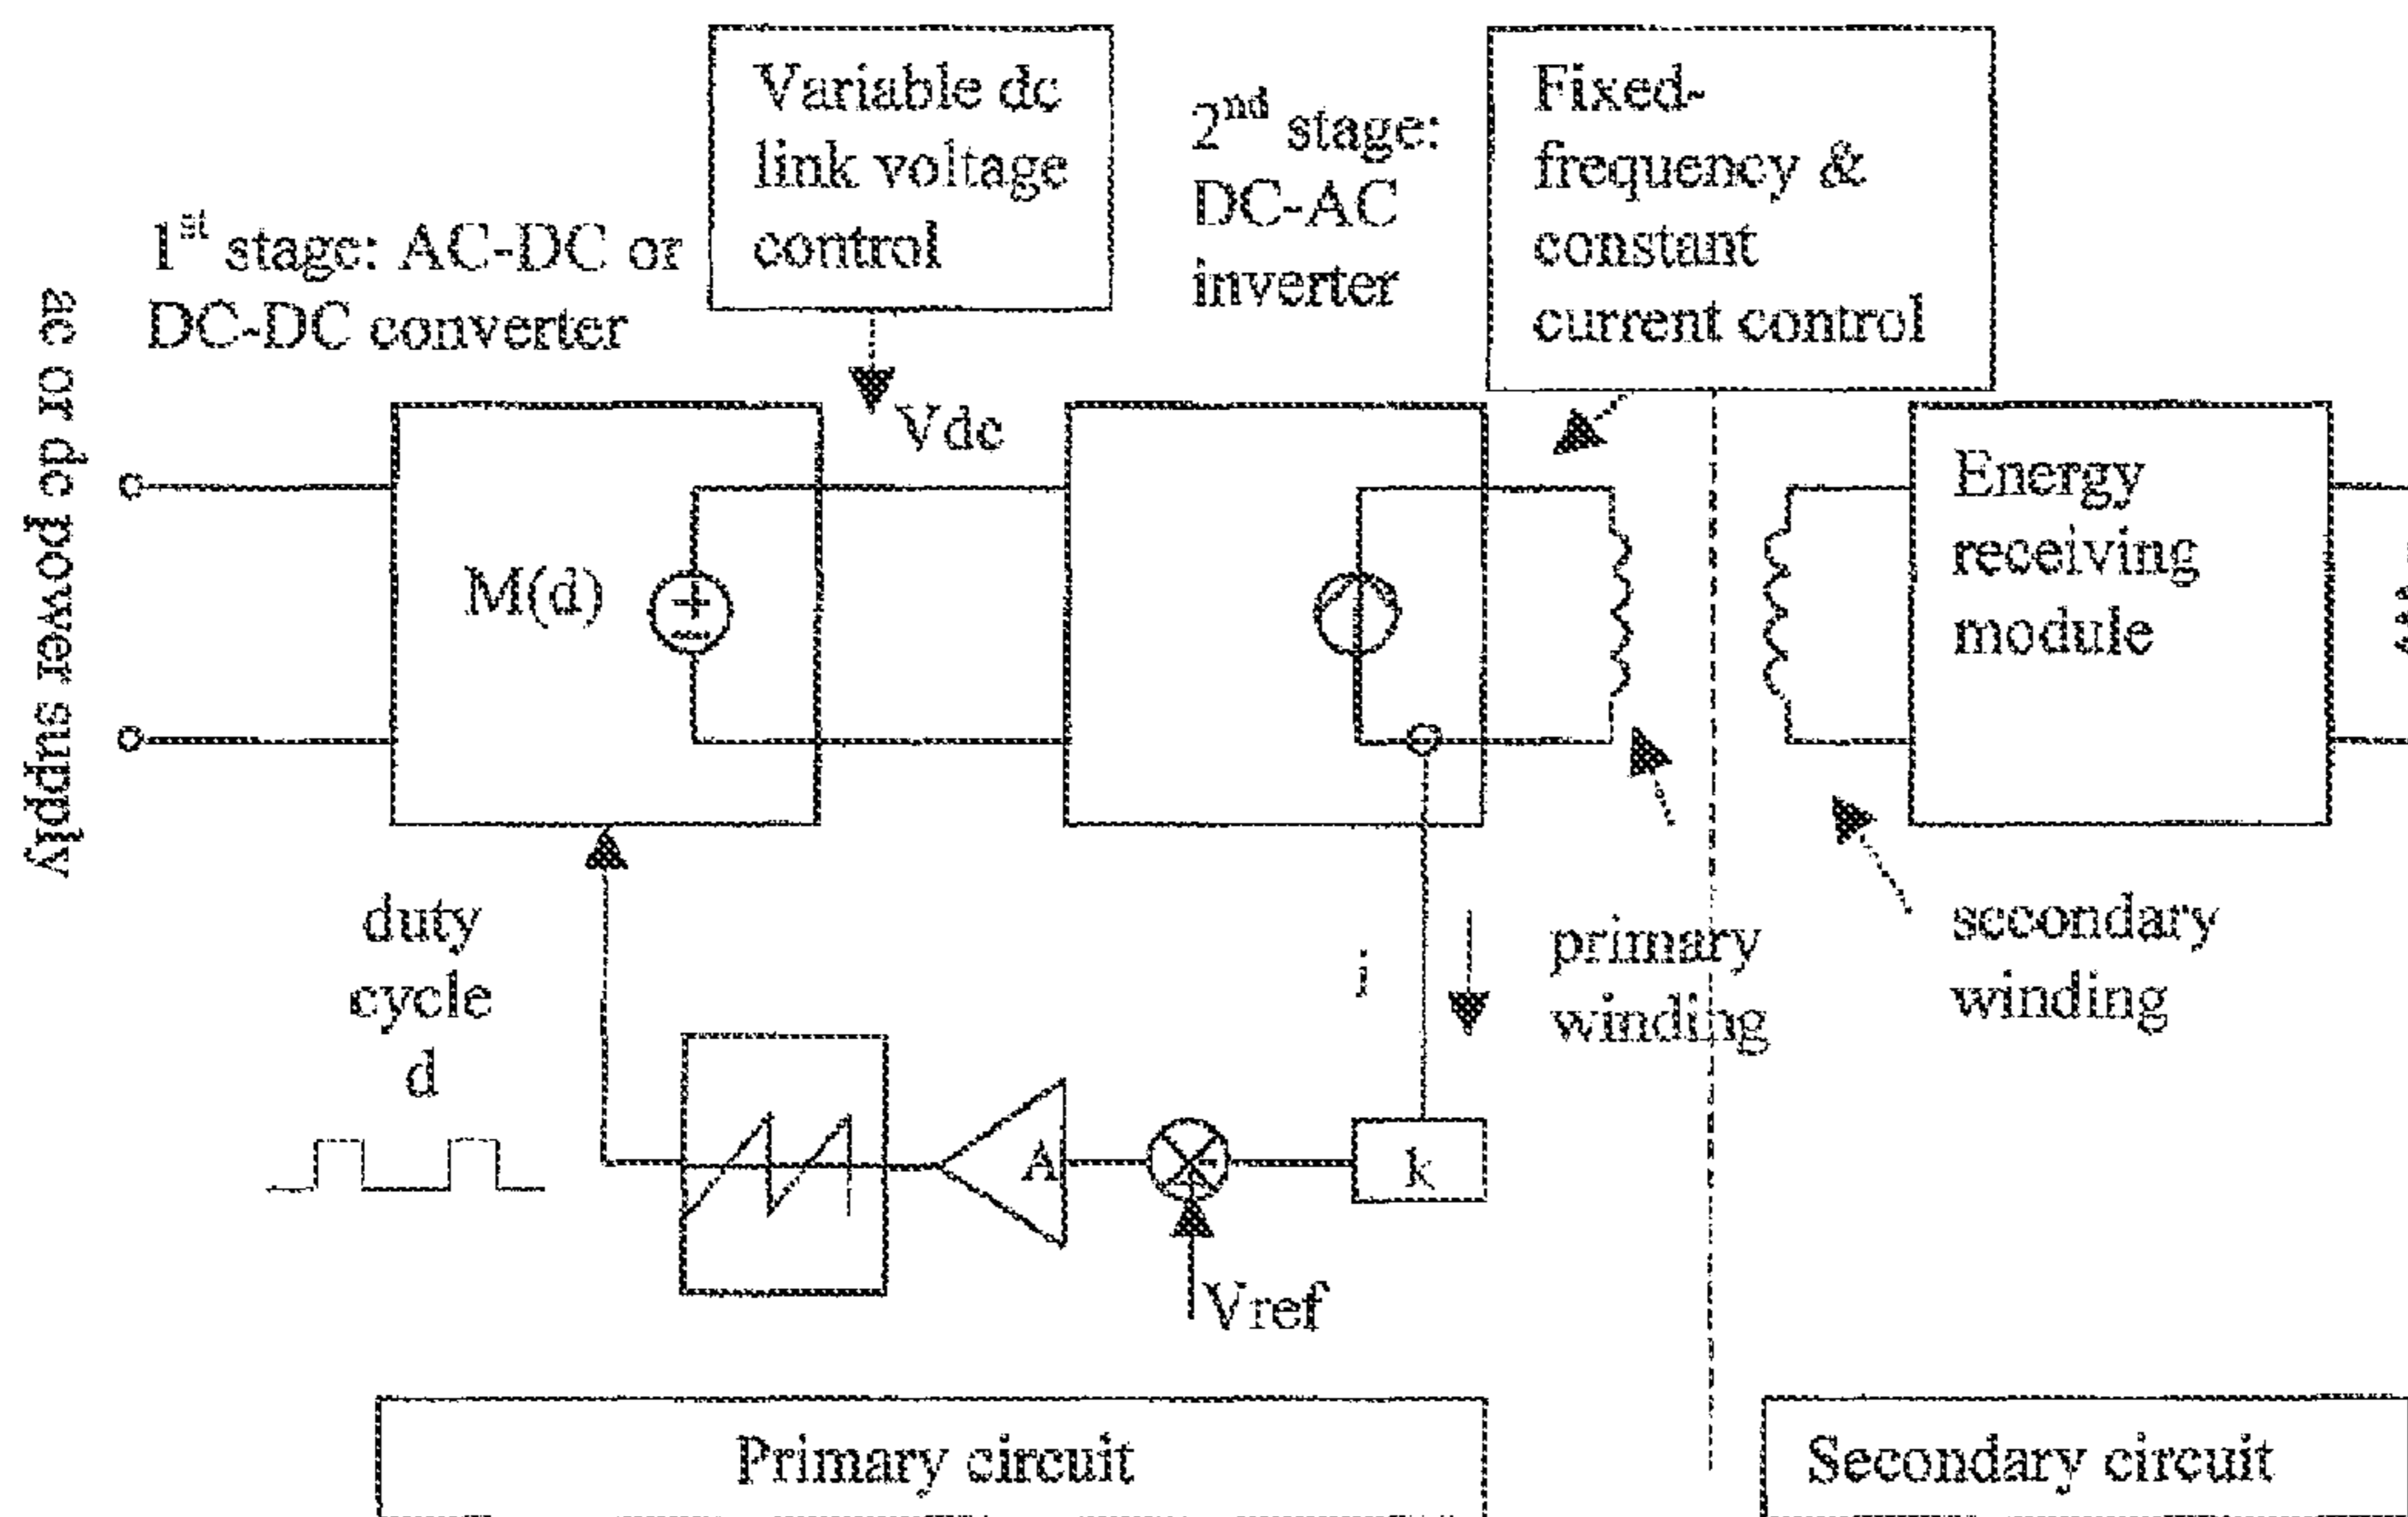 Variable dc
link voltage
control
2nd stage:
DC-AC
inverter
Fixed-
frequency &
constant
current control
1st stage: AC-DC or
DC-DC converter
ac or dc power supply
Vdc
M(d)
+
Energy
receiving
module
duty
cycle
d
i
primary
winding
secondary
winding
A
-
+
k
Vref
Primary circuit
Secondary circuit